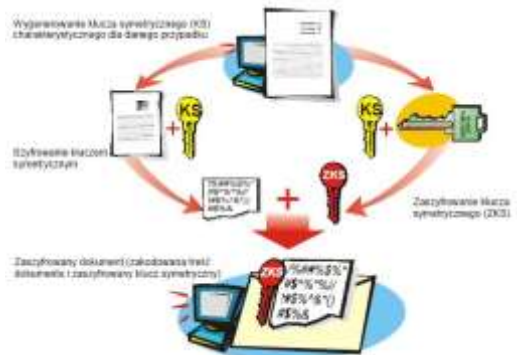 Wygenerowanie klucza symetrycznego (KS)
charakterystycznego dla danego przypadku
KS
KS
Szyfrowanie kluczem
symetrycznym
?$##%$%^
!#$%^&*()
#$%&
ZKS
Zaszyfrowanie klucza
symetrycznego (ZKS)
Zaszyfrowany dokument (zakodowana treść
dokumentu i zaszyfrowany klucz symetryczny)
ZKS
!%##%$%^
#$%^%//
!#$%^&*()
#$%&